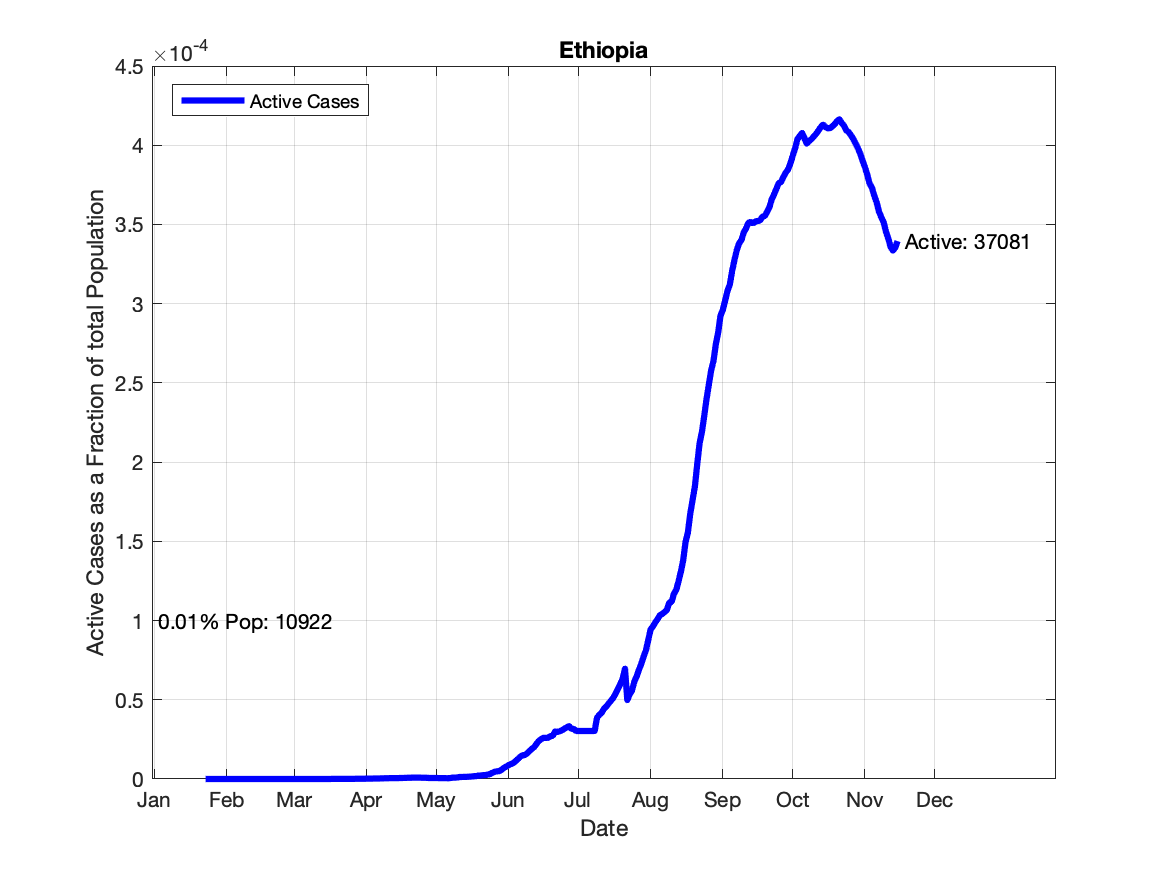 Ethiopia
×10-4
Active Cases
4.5
4
3.5
3
2.5
2
1.5
1
0.5
0
Active Cases as a Fraction of total Population
Active: 37081
0.01% Pop: 10922
Jan Feb Mar Apr May Jun Jul Aug Sep Oct Nov Dec
Date